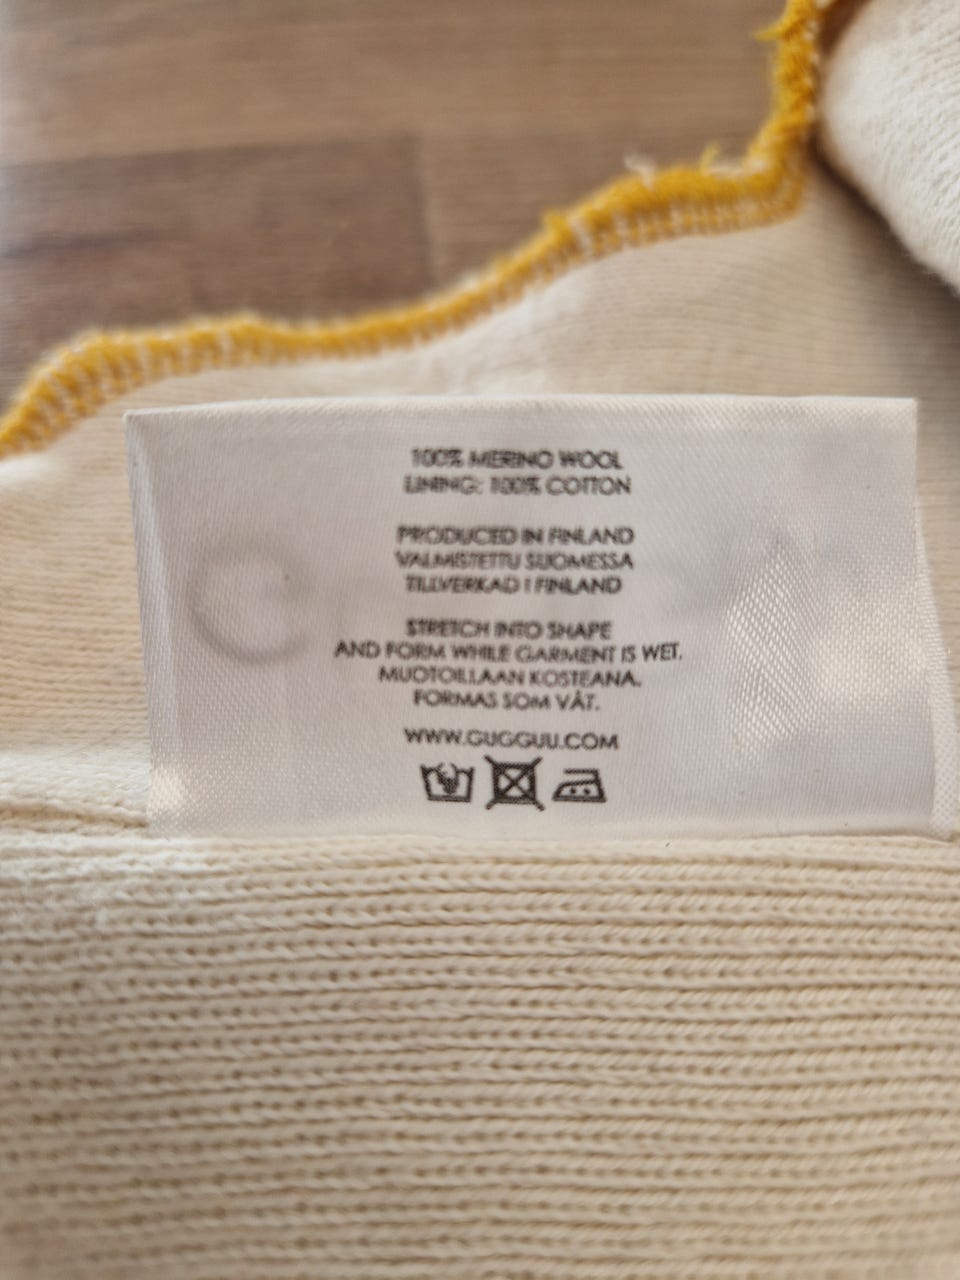 100% MERINO WOOL
LINING: 100% COTTON
PRODUCED IN FINLAND
VALMISTETTU SUOMESSA
TILLVERKAD I FINLAND
STRETCH INTO SHAPE
AND FORM WHILE GARMENT IS WET.
MUOTOILLAAN KOSTEANA.
FORMAS SOM VÅT.
WWW.GUGGUU.COM